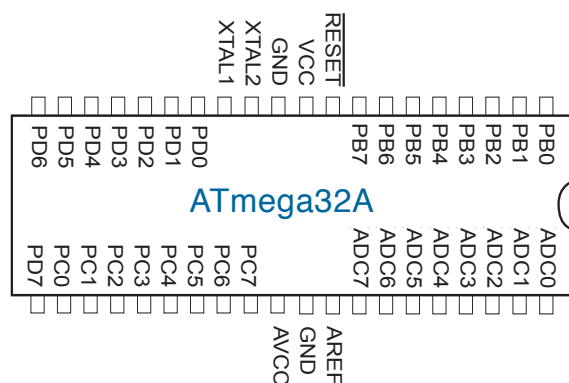 XTAL1 XTAL2 GND VCC RESET
PD6 PD5 PD4 PD3 PD2 PD1 PD0 PB7 PB6 PB5 PB4 PB3 PB2 PB1 PB0
ATmega32A
PD7 PC0 PC1 PC2 PC3 PC4 PC5 PC6 PC7 ADC7 ADC6 ADC5 ADC4 ADC3 ADC2 ADC1 ADC0
AVCC GND AREF